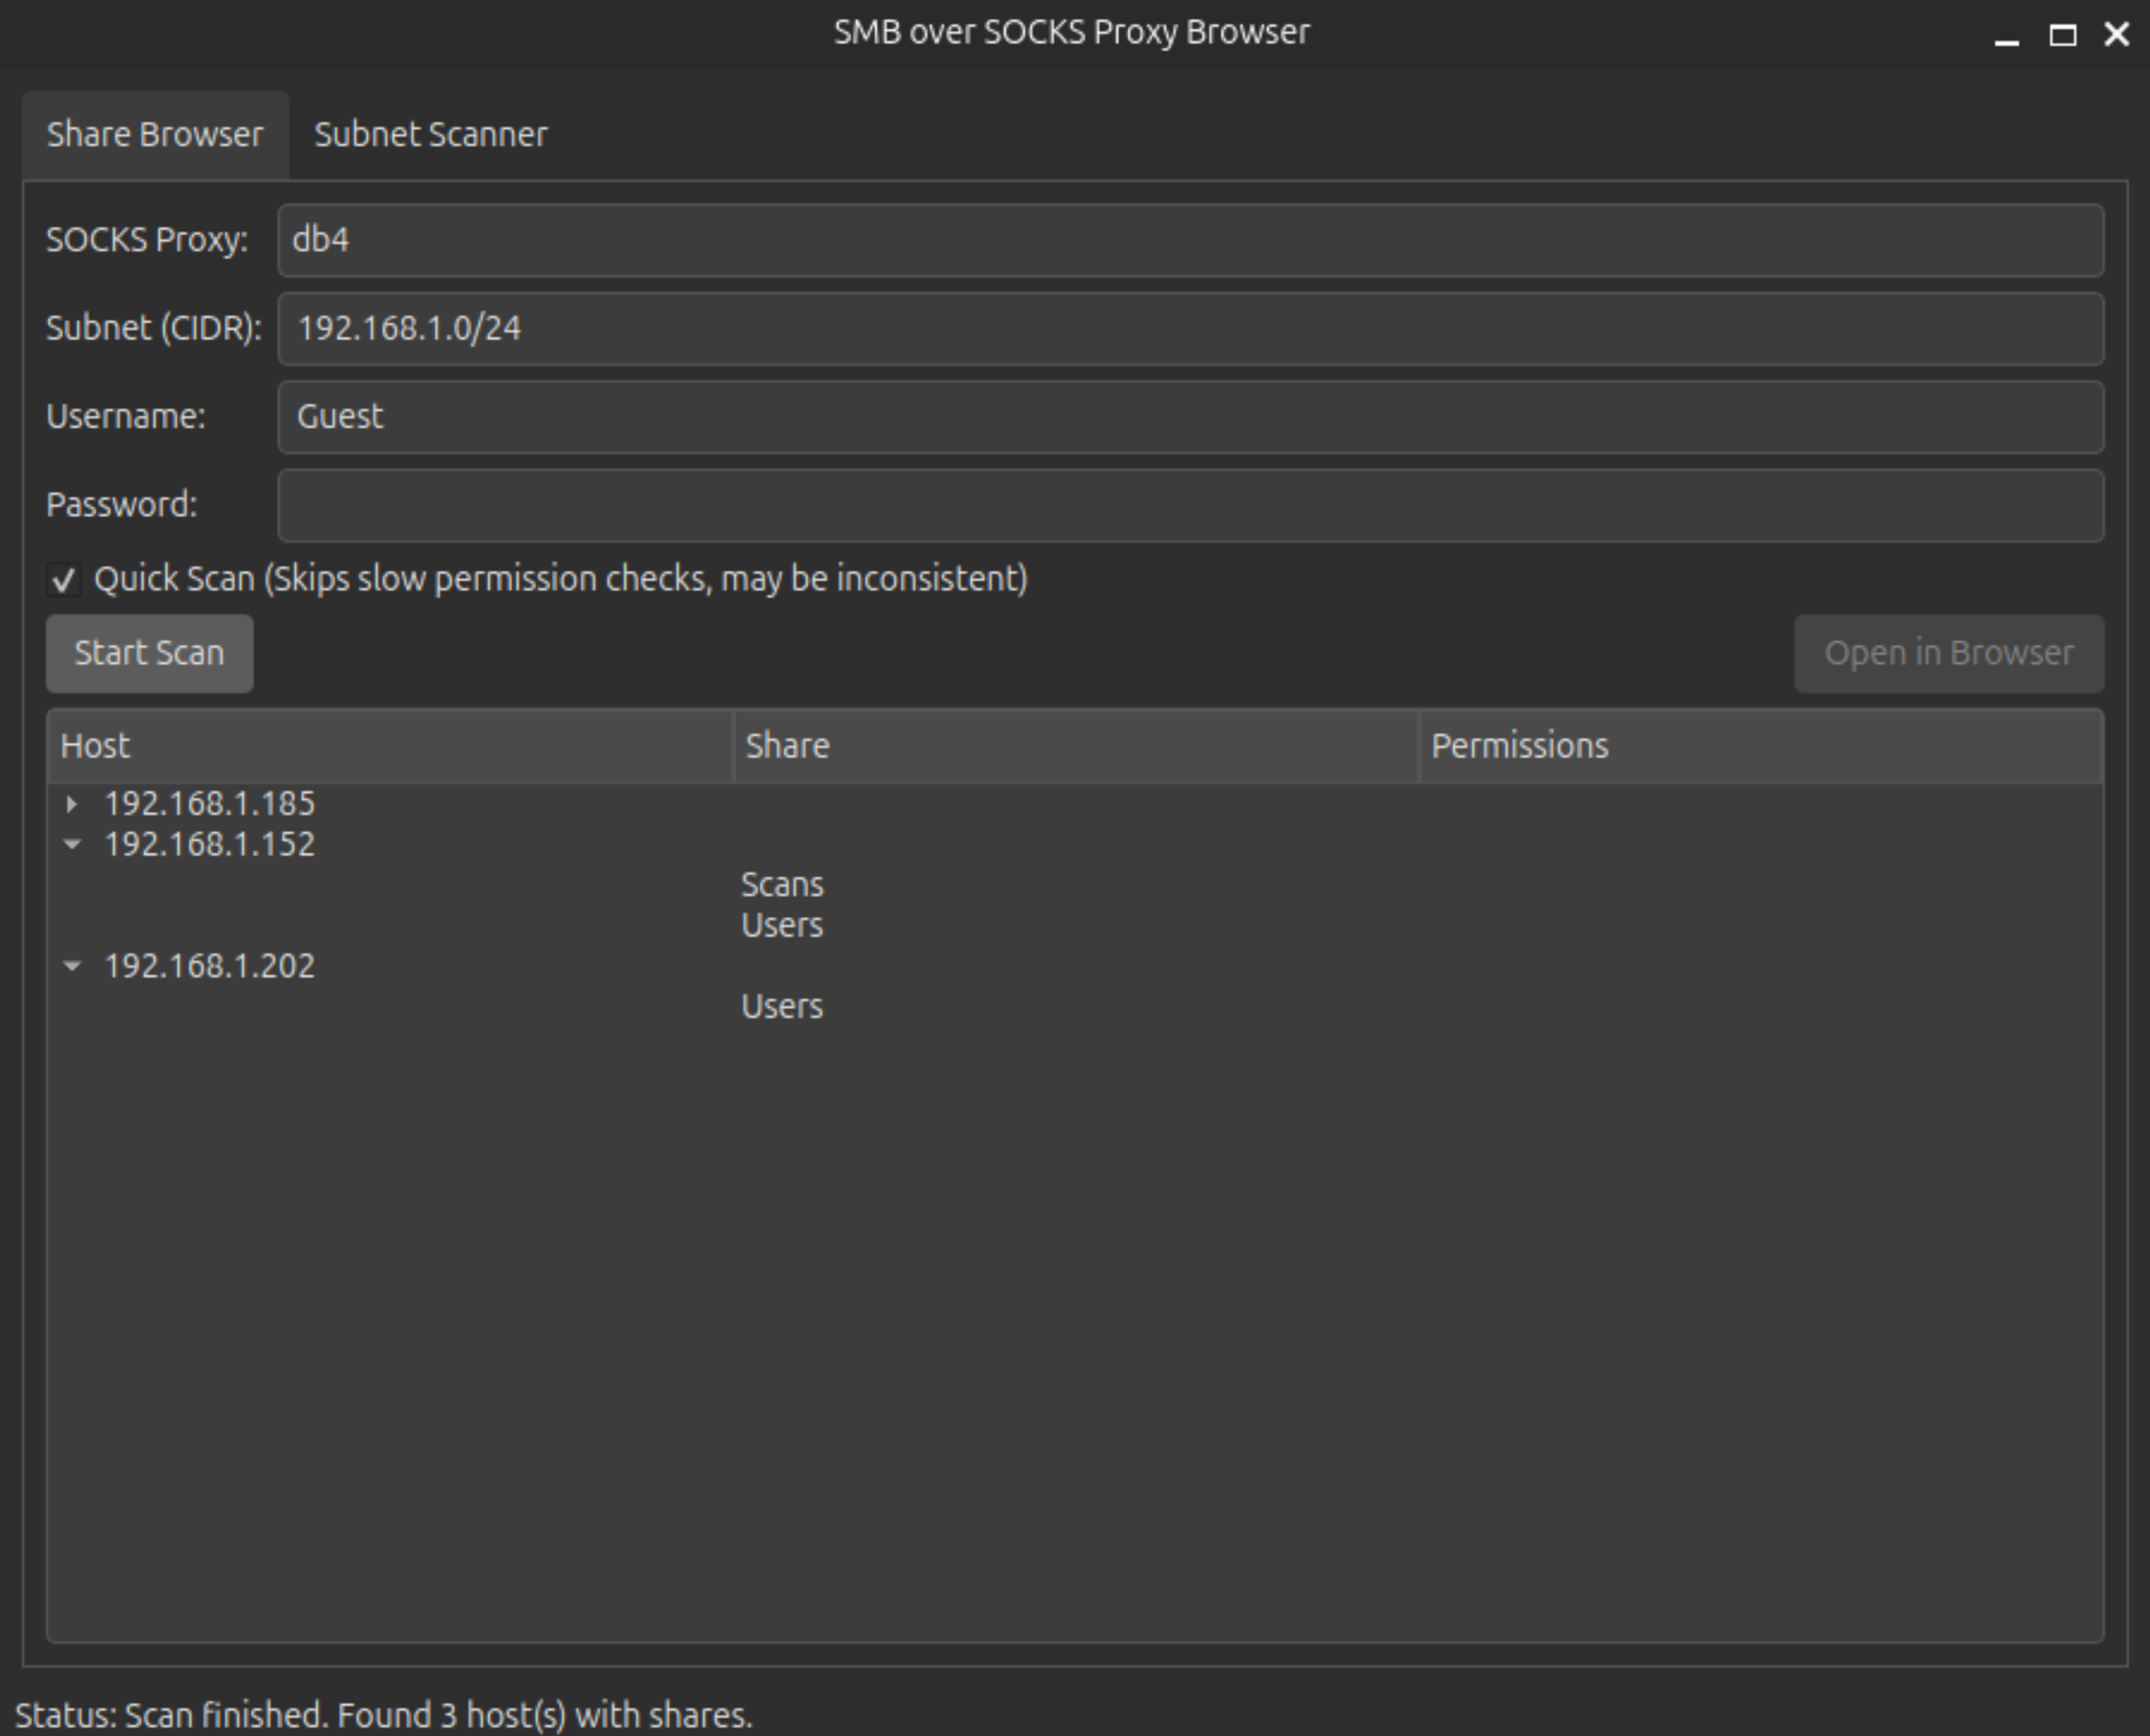 SMB over SOCKS Proxy Browser
Share Browser Subnet Scanner
SOCKS Proxy: db4
Subnet (CIDR): 192.168.1.0/24
Username: Guest
Password:
Quick Scan (Skips slow permission checks, may be inconsistent)
Start Scan Open in Browser
Host Share Permissions
192.168.1.185
192.168.1.152
Scans
Users
192.168.1.202
Users
Status: Scan finished. Found 3 host(s) with shares.